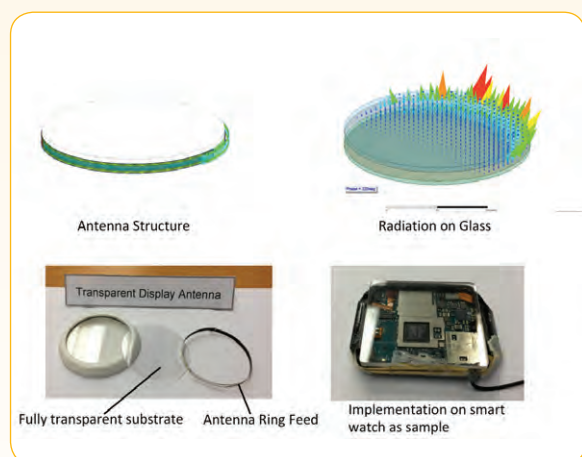 Antenna Structure
Radiation on Glass
Transparent Display Antenna
Fully transparent substrate
Antenna Ring Feed
Implementation on smart
watch as sample